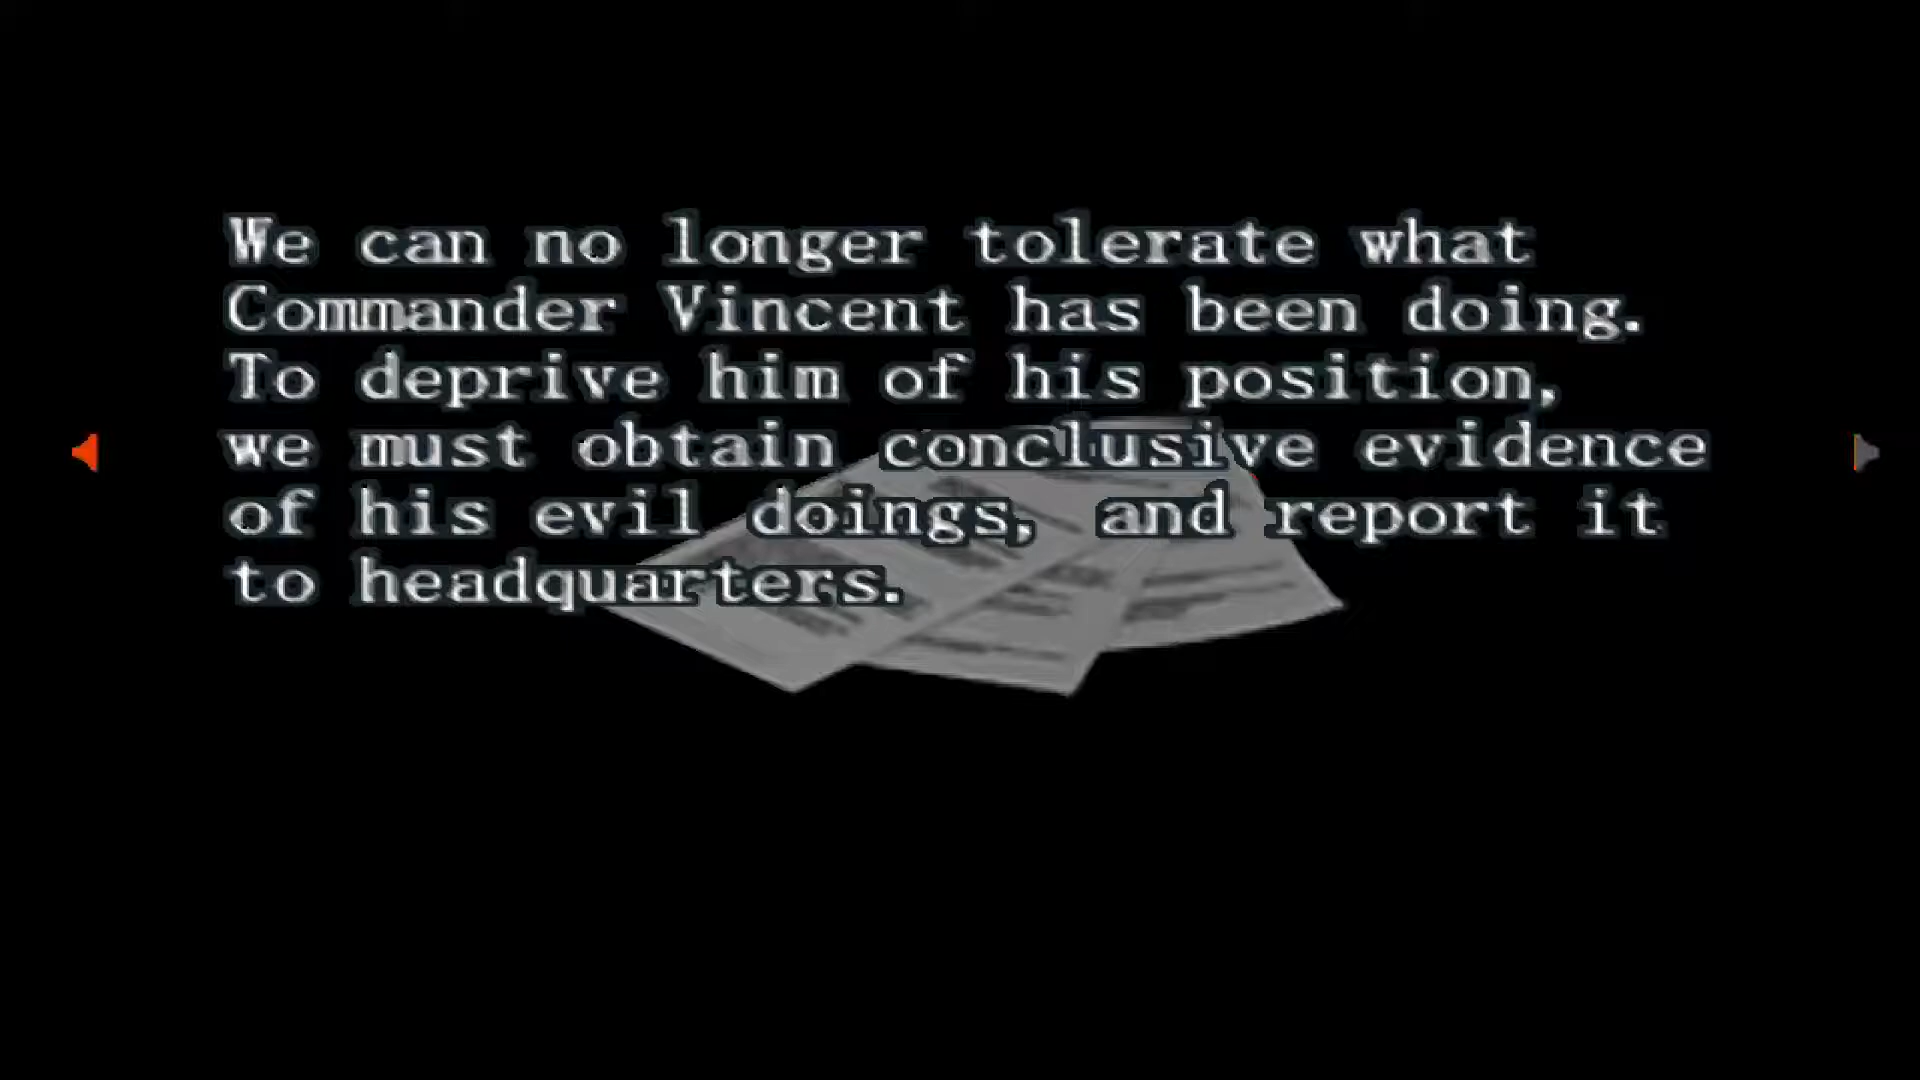 We can no longer tolerate what
Commander Vincent has been doing.
To deprive him of his position,
we must obtain conclusive evidence
of his evil doings, and report it
to headquarters.